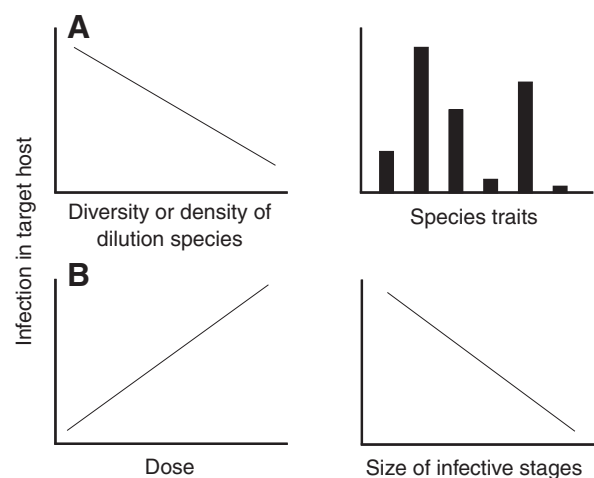 A
Diversity or density of
dilution species
Species traits
Infection in target host
B
Dose
Size of infective stages